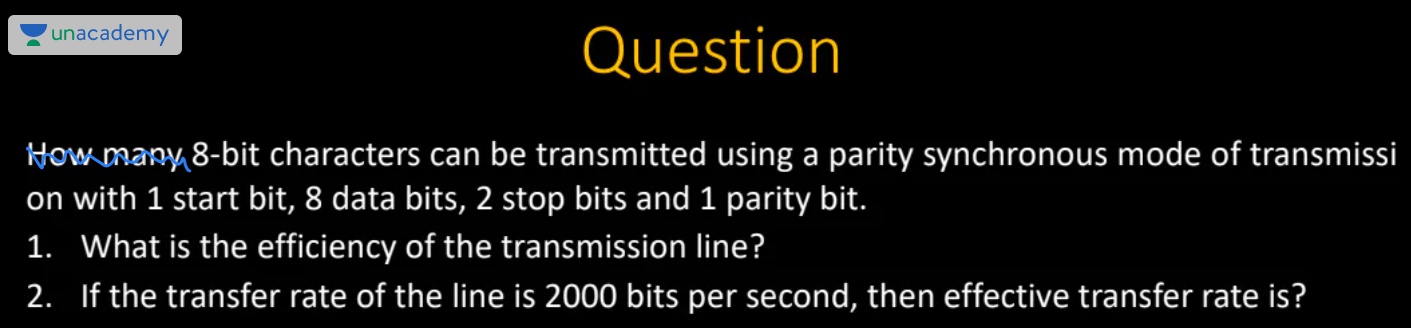 unacademy
Question
How many 8-bit characters can be transmitted using a parity synchronous mode of transmissi
on with 1 start bit, 8 data bits, 2 stop bits and 1 parity bit.
1. What is the efficiency of the transmission line?
2. If the transfer rate of the line is 2000 bits per second, then effective transfer rate is?